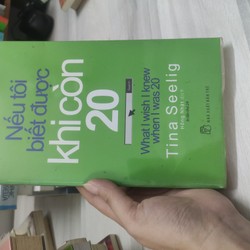 Nếu tôi
biết được
khi còn
20
What I wish I knew
when I was 20
Tina Seelig